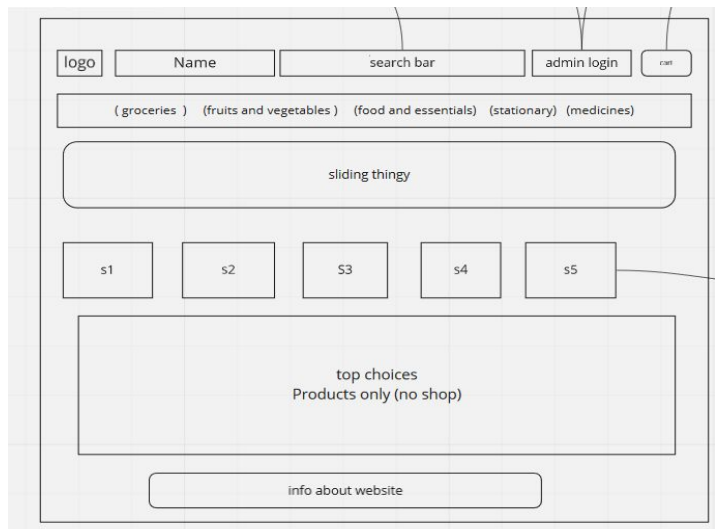 logo
Name
search bar
admin login
cart
( groceries ) (fruits and vegetables ) (food and essentials) (stationary) (medicines)
sliding thingy
s1
s2
S3
s4
s5
top choices
Products only (no shop)
info about website